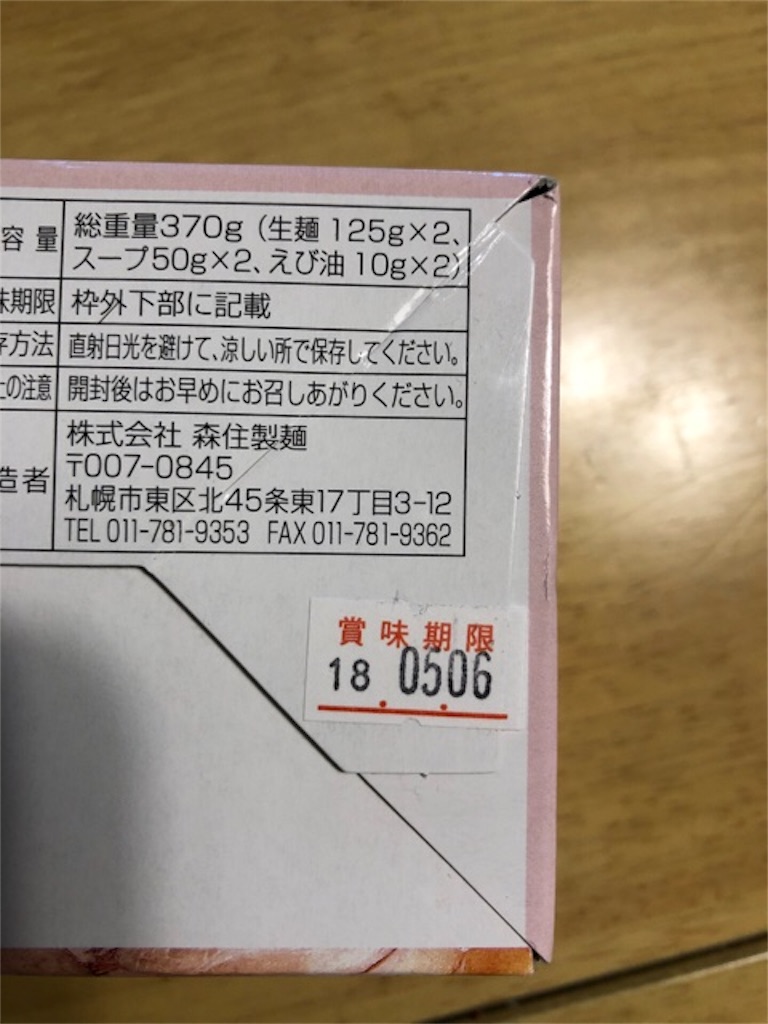 容量 総重量370g（生麺 125g×2、
スープ50g×2、えび油 10g×2）
味期限 枠外下部に記載
存方法 直射日光を避けて、涼しい所で保存してください。
上の注意 開封後はお早めにお召しあがりください。
造者 株式会社 森住製麺
〒007-0845
札幌市東区北45条東17丁目3-12
TEL 011-781-9353 FAX 011-781-9362
賞味期限
18 0506